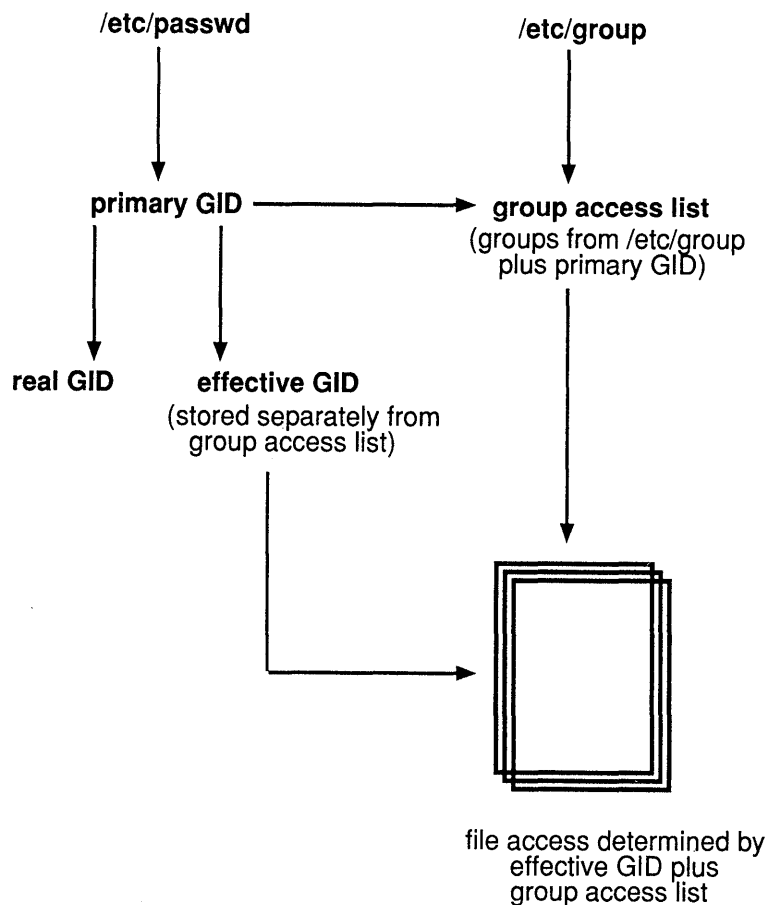 /etc/passwd
/etc/group
primary GID
group access list
(groups from /etc/group
plus primary GID)
real GID
effective GID
(stored separately from
group access list)
file access determined by
effective GID plus
group access list